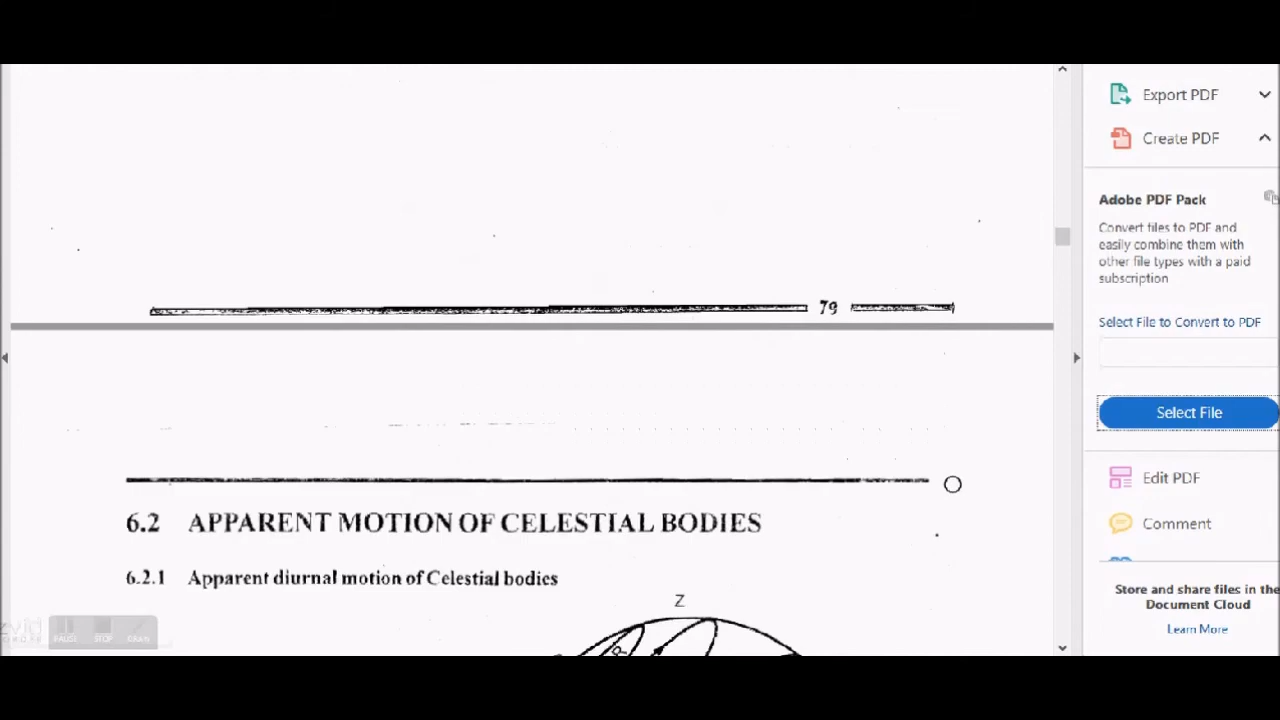 79
6.2 APPARENT MOTION OF CELESTIAL BODIES
6.2.1 Apparent diurnal motion of Celestial bodies
Z
R
Export PDF
Create PDF
Adobe PDF Pack
Convert files to PDF and
easily combine them with
other file types with a paid
subscription
Select File to Convert to PDF
Select File
Edit PDF
Comment
Store and share files in the
Document Cloud
Learn More
PAUSE STOP DRAW